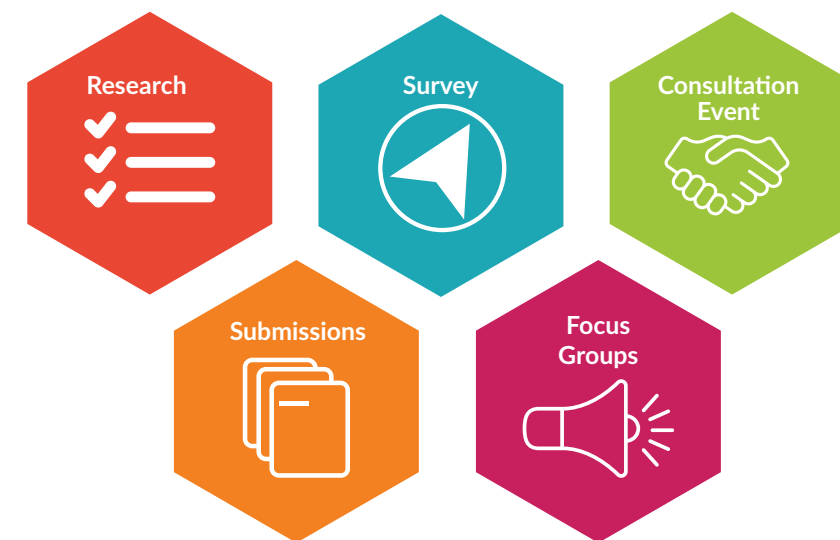 Research
Survey
Consultation
Event
Submissions
Focus
Groups